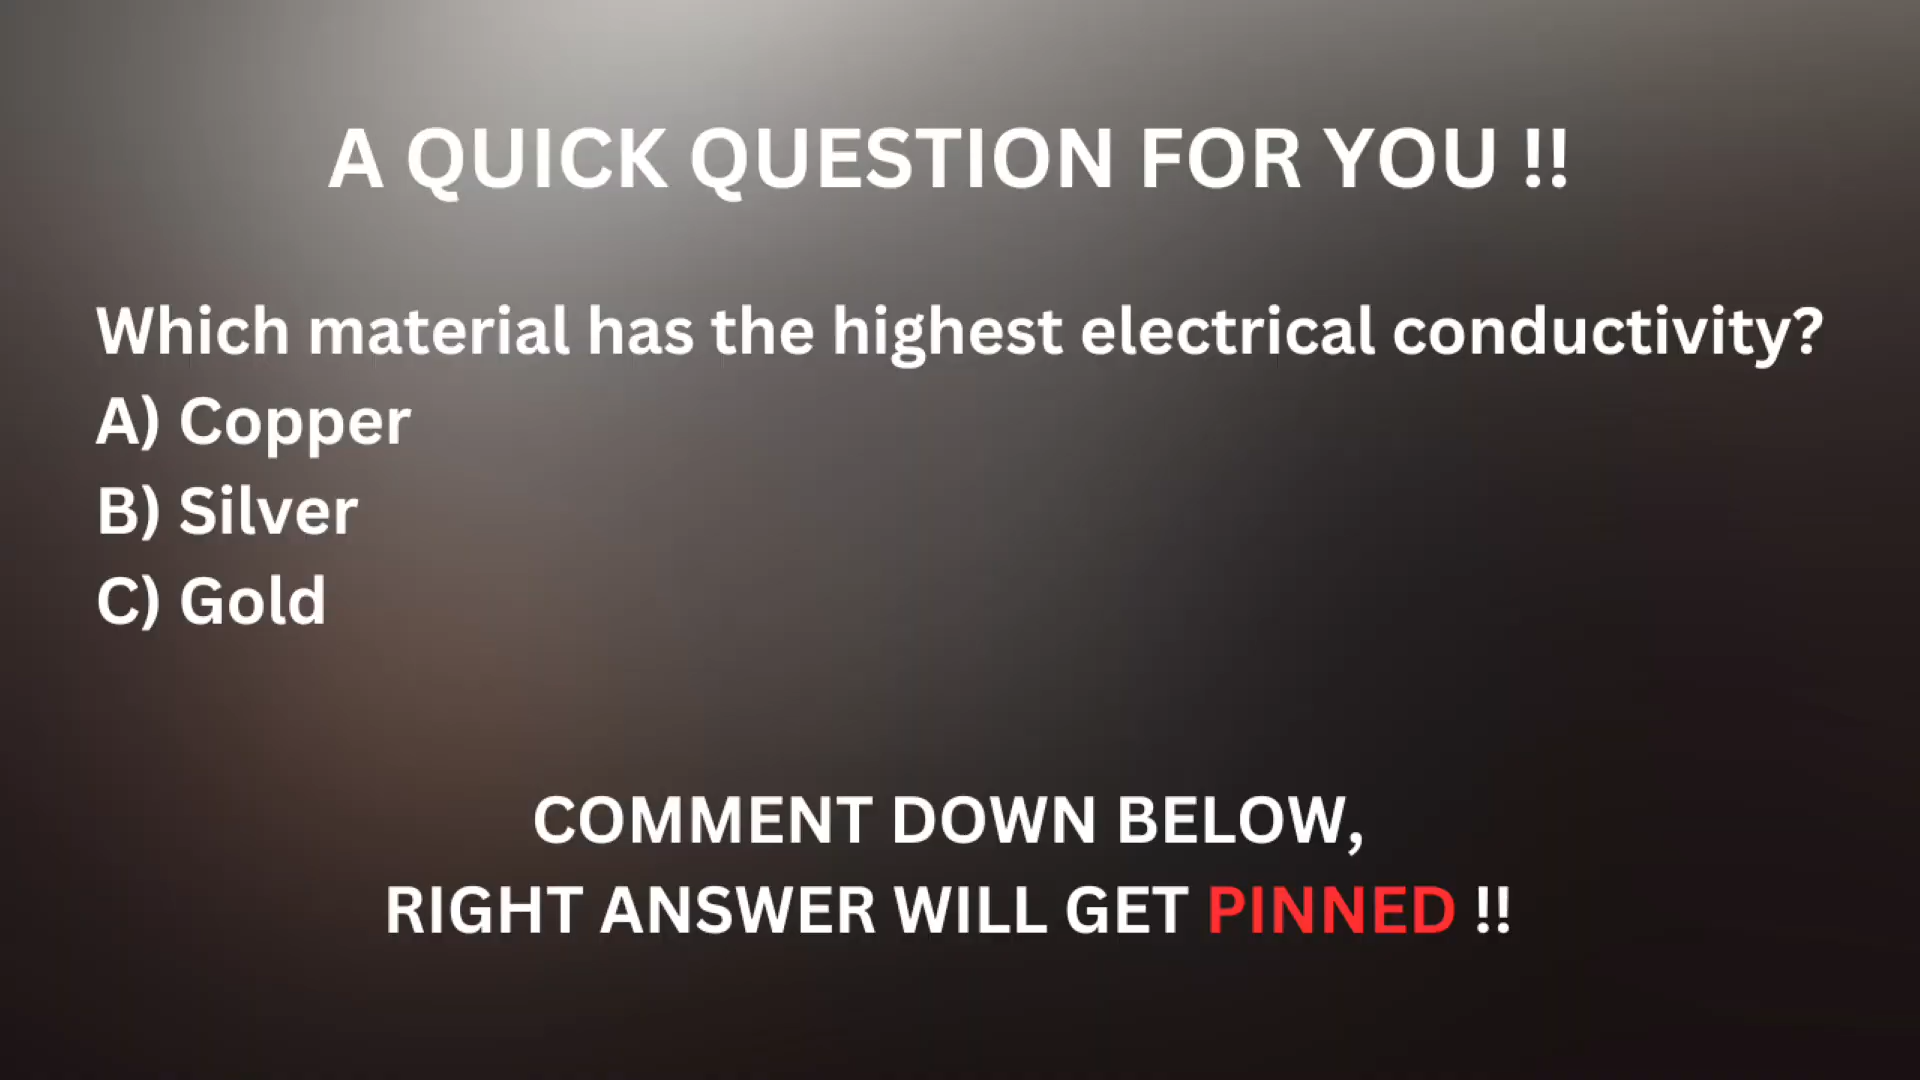 A QUICK QUESTION FOR YOU !!
Which material has the highest electrical conductivity?
A) Copper
B) Silver
C) Gold
COMMENT DOWN BELOW,
RIGHT ANSWER WILL GET PINNED !!